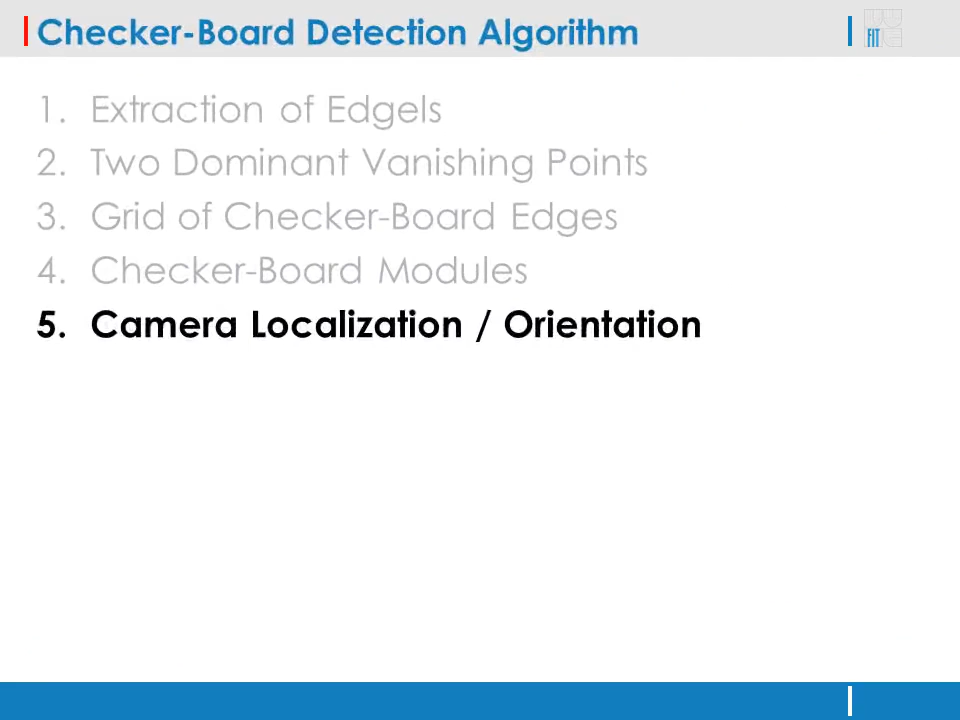 Checker-Board Detection Algorithm
FIT
1. Extraction of Edgels
2. Two Dominant Vanishing Points
3. Grid of Checker-Board Edges
4. Checker-Board Modules
5. Camera Localization / Orientation